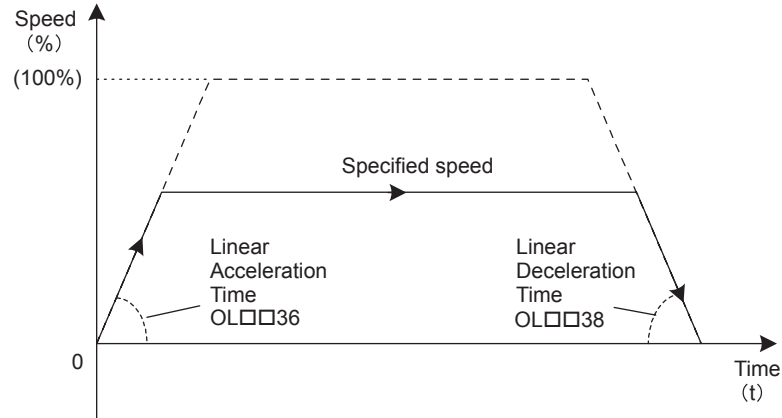 Speed
（%）
(100%)
Specified speed
Linear
Acceleration
Time
OL□□36
Linear
Deceleration
Time
OL□□38
0
Time
（t）